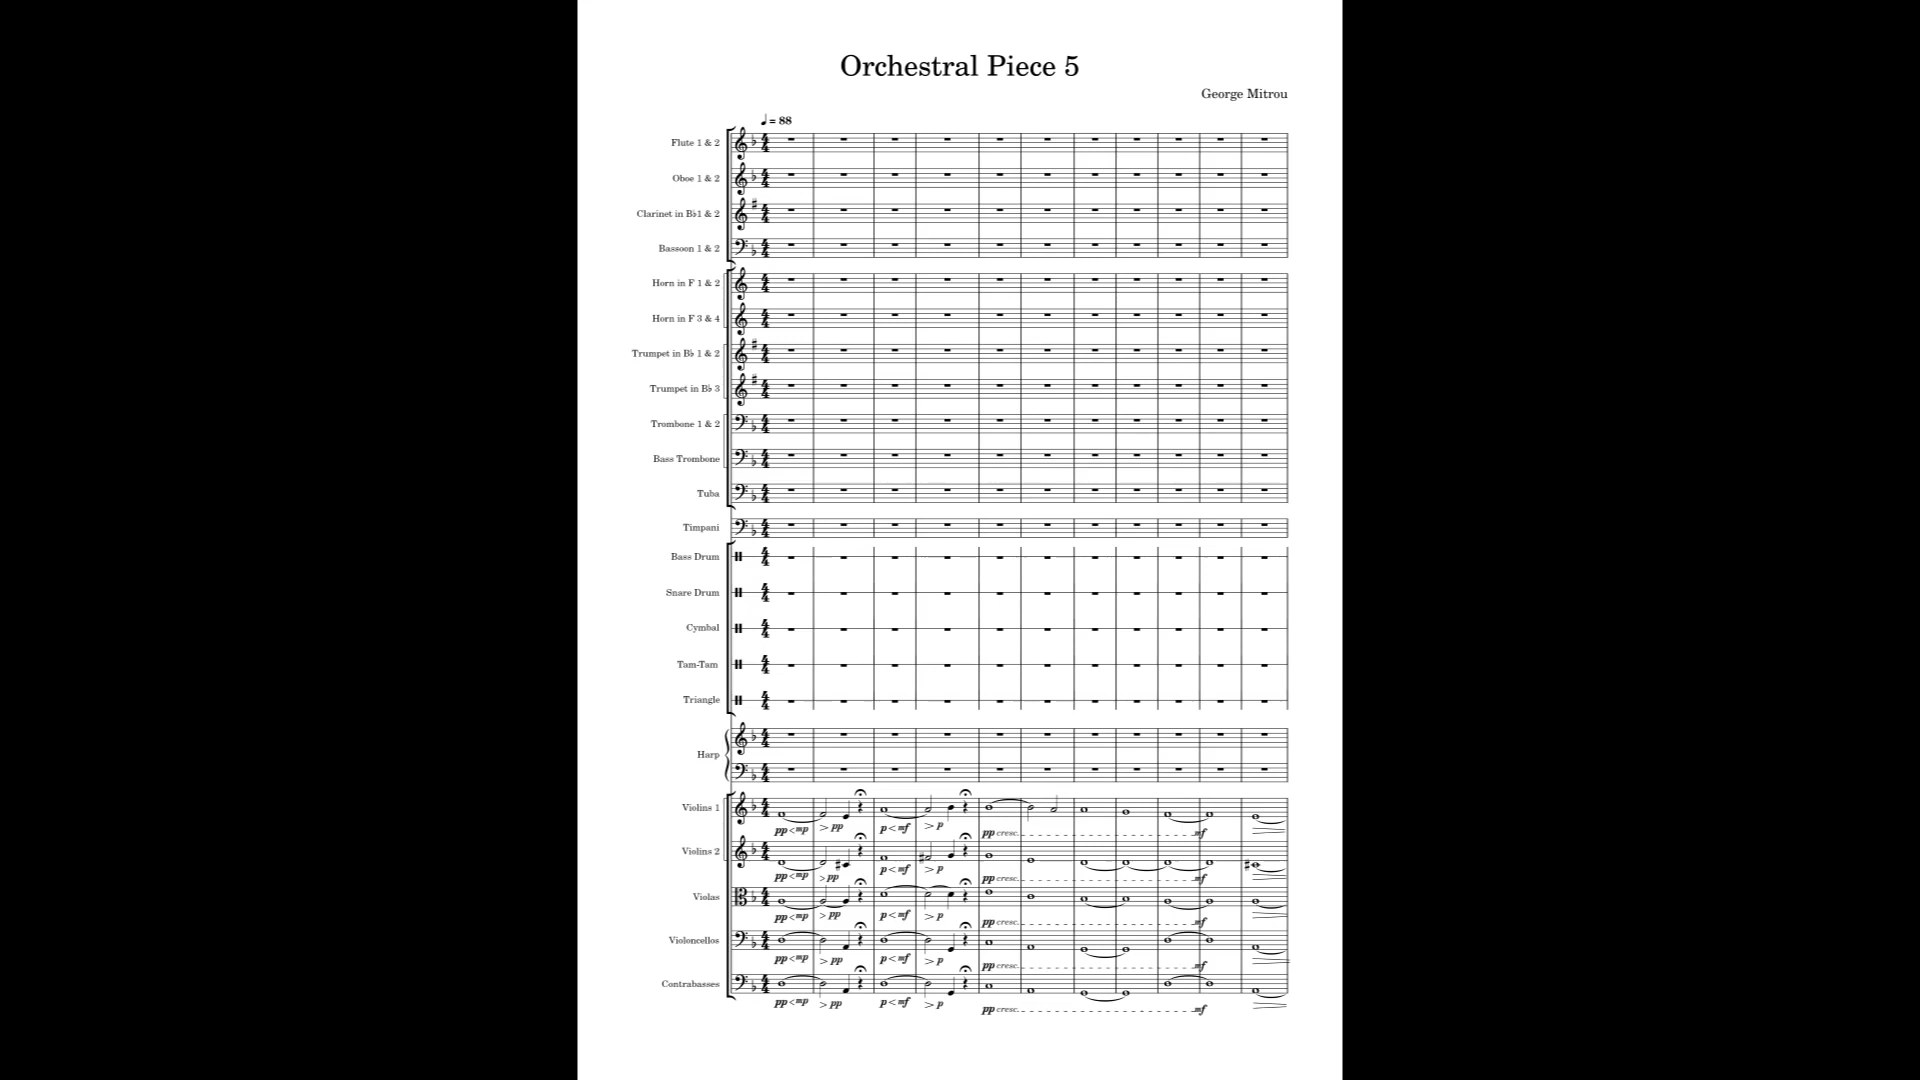 Orchestral Piece 5
George Mitrou
♩ = 88
Flute 1 & 2
Oboe 1 & 2
Clarinet in B♭1 & 2
Bassoon 1 & 2
Horn in F 1 & 2
Horn in F 3 & 4
Trumpet in B♭ 1 & 2
Trumpet in B♭ 3
Trombone 1 & 2
Bass Trombone
Tuba
Timpani
Bass Drum
Snare Drum
Cymbal
Tam-Tam
Triangle
Harp
Violins 1
pp < mp > pp p < mf > p pp cresc. mf
Violins 2
pp < mp > pp p < mf > p pp cresc. mf
Violas
pp < mp > pp p < mf > p pp cresc. mf
Violoncellos
pp < mp > pp p < mf > p pp cresc. mf
Contrabasses
pp < mp > pp p < mf > p pp cresc. mf